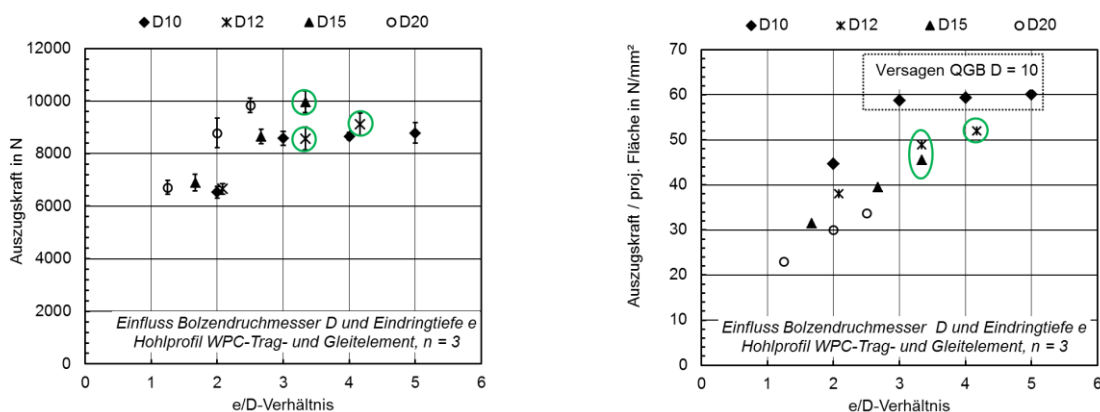 D10 D12 D15 D20
12000
10000
8000
6000
4000
2000
0
Auszugskraft in N
Einfluss Bolzendruchmesser D und Eindringtiefe e
Hohlprofil WPC-Trag- und Gleitelement, n = 3
0 1 2 3 4 5 6
e/D-Verhältnis
D10 D12 D15 D20
70
60
50
40
30
20
10
0
Auszugskraft / proj. Fläche in N/mm²
Versagen QGB D = 10
Einfluss Bolzendruchmesser D und Eindringtiefe e
Hohlprofil WPC-Trag- und Gleitelement, n = 3
0 1 2 3 4 5 6
e/D-Verhältnis